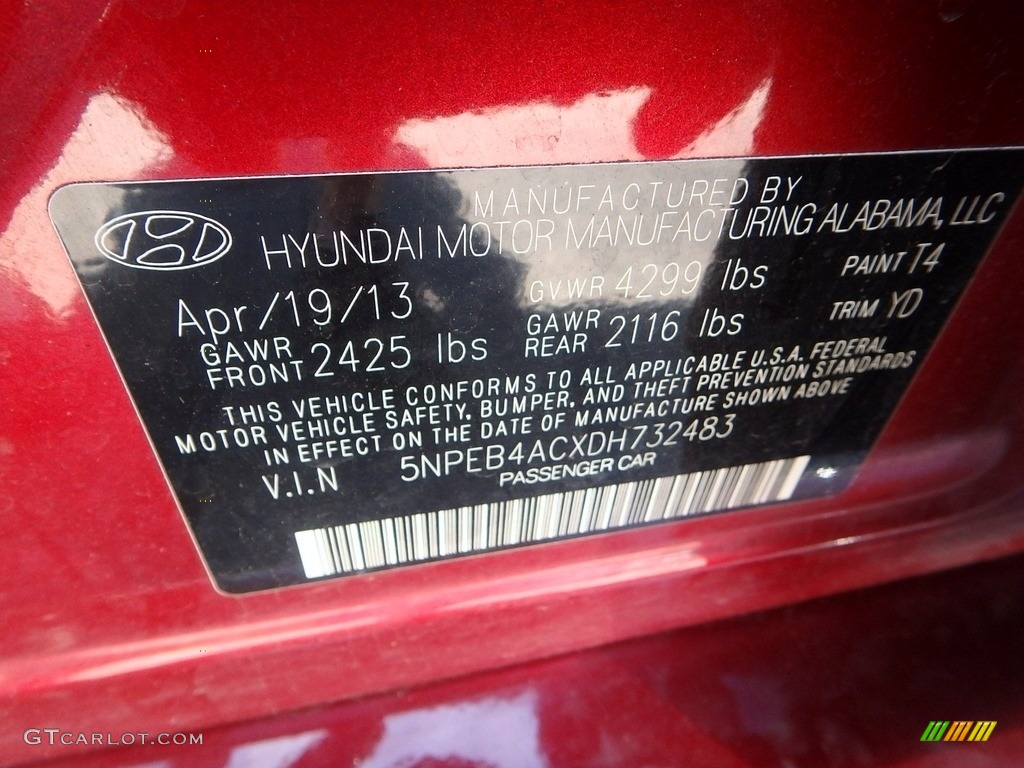 MANUFACTURED BY
HYUNDAI MOTOR MANUFACTURING ALABAMA, LLC
Apr/19/13 GVWR 4299 lbs PAINT T4
GAWR FRONT 2425 lbs GAWR REAR 2116 lbs TRIM YD
THIS VEHICLE CONFORMS TO ALL APPLICABLE U.S.A. FEDERAL
MOTOR VEHICLE SAFETY, BUMPER, AND THEFT PREVENTION STANDARDS
IN EFFECT ON THE DATE OF MANUFACTURE SHOWN ABOVE
V.I.N 5NPEB4ACXDH732483
PASSENGER CAR
GTCARLOT.COM